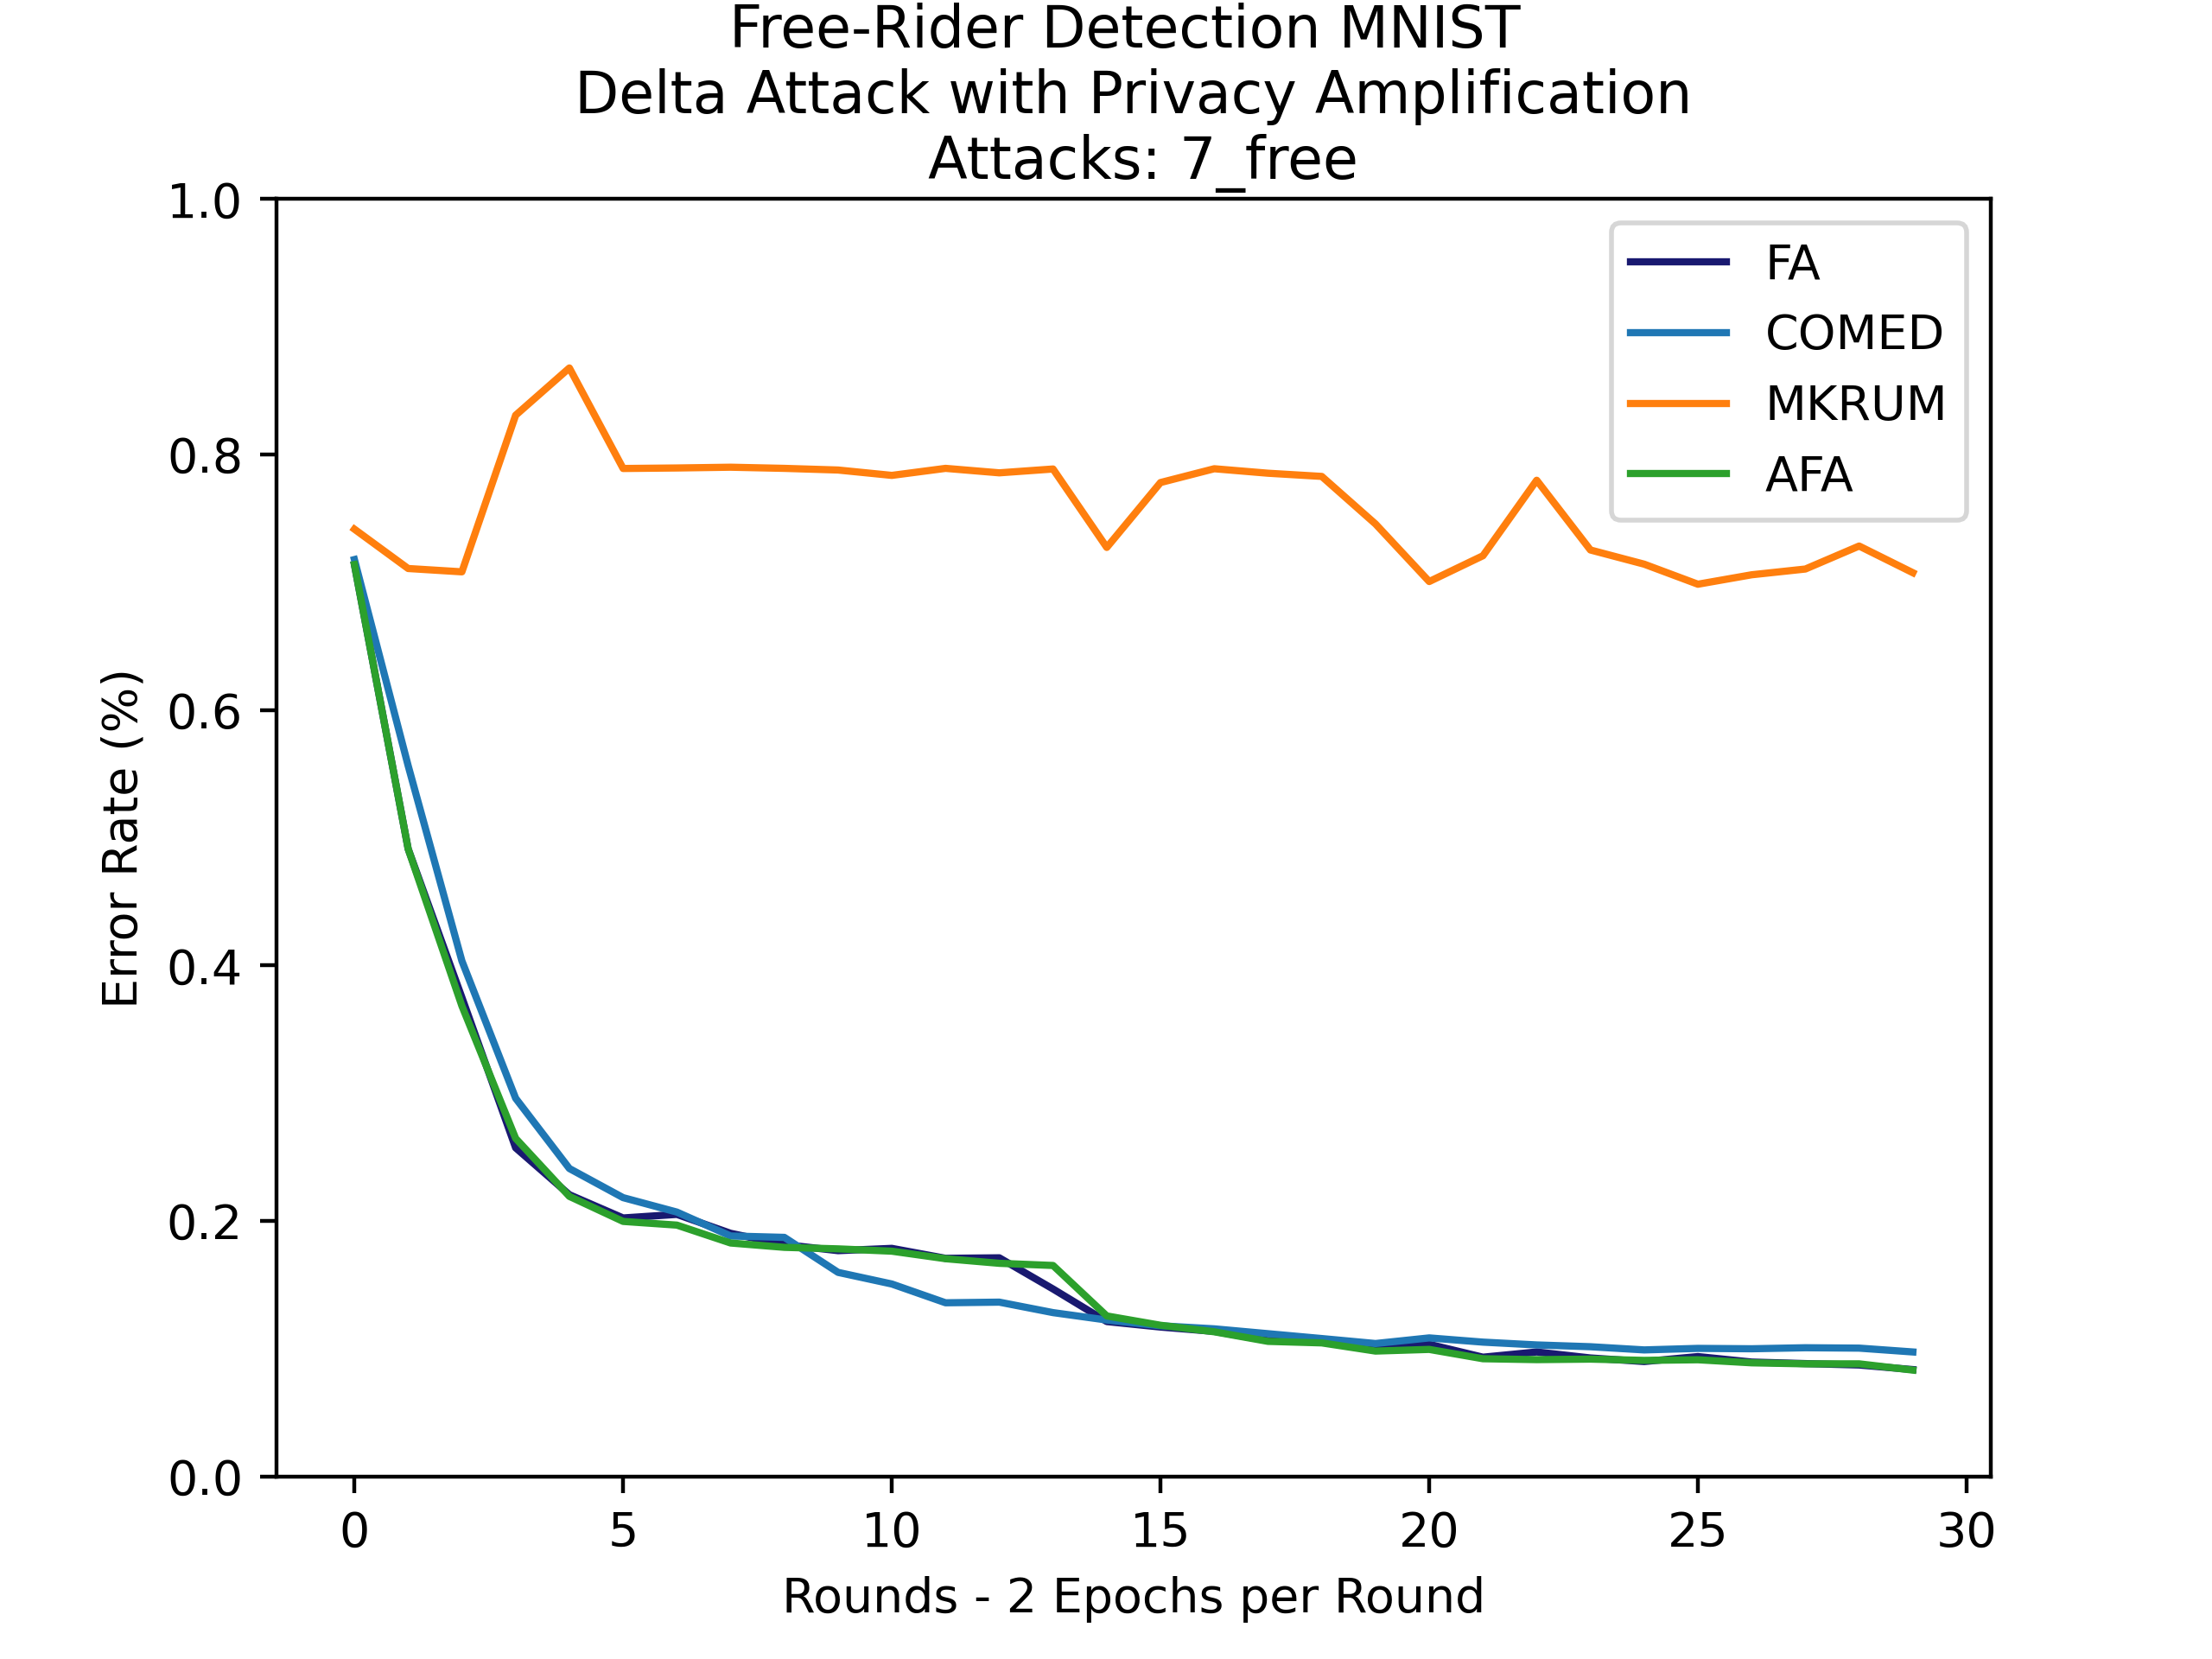 Free-Rider Detection MNIST
Delta Attack with Privacy Amplification
Attacks: 7_free
1.0
0.8
0.6
0.4
0.2
0.0
Error Rate (%)
FA
COMED
MKRUM
AFA
0 5 10 15 20 25 30
Rounds - 2 Epochs per Round